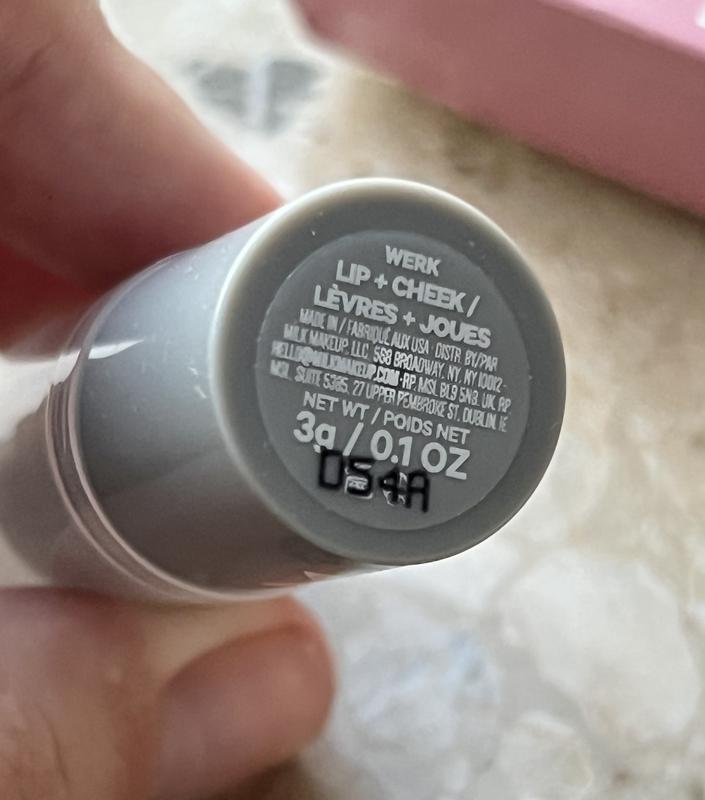 WERK
LIP + CHEEK /
LÈVRES + JOUES
MADE IN / FABRIQUÉ AUX USA · DISTR. BY/PAR
MILK MAKEUP, LLC 568 BROADWAY, NY, NY 10012 -
HELLO@MILKMAKEUP.COM · RP, MSL BL9 5N8, UK, RP
MSL, SUITE 5385, 27 UPPER PEMBROKE ST, DUBLIN, IE
NET WT / POIDS NET
3g / 0.1 OZ
D54A